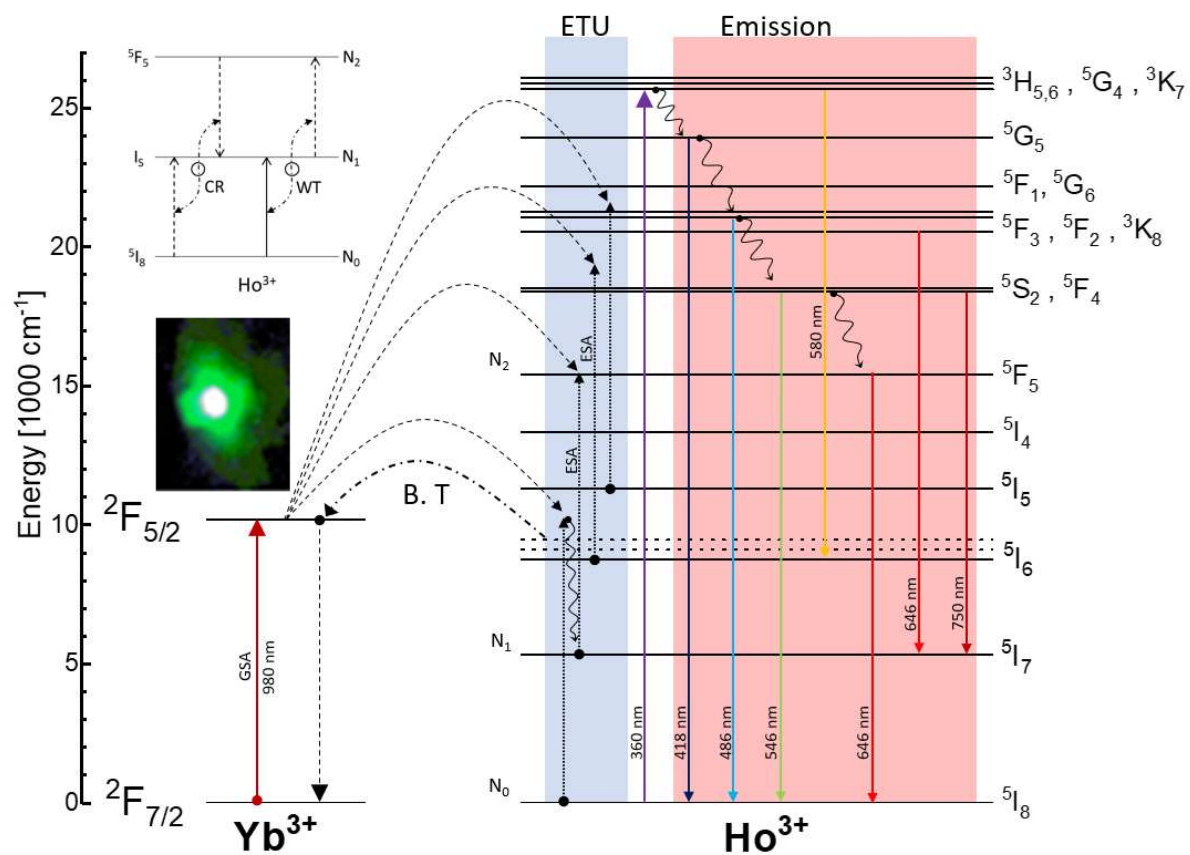 ETU
Emission
⁵F₅
N₂
I₅
N₁
CR
WT
⁵I₈
N₀
Ho³⁺
Energy [1000 cm⁻¹]
25
20
15
10
5
0
³H₅,₆ , ⁵G₄ , ³K₇
⁵G₅
⁵F₁, ⁵G₆
⁵F₃ , ⁵F₂ , ³K₈
⁵S₂ , ⁵F₄
⁵F₅
⁵I₄
⁵I₅
⁵I₆
⁵I₇
⁵I₈
N₂
N₁
N₀
ESA
ESA
B. T
²F₅/₂
²F₇/₂
GSA
980 nm
360 nm
418 nm
486 nm
546 nm
580 nm
646 nm
646 nm
750 nm
Yb³⁺
Ho³⁺